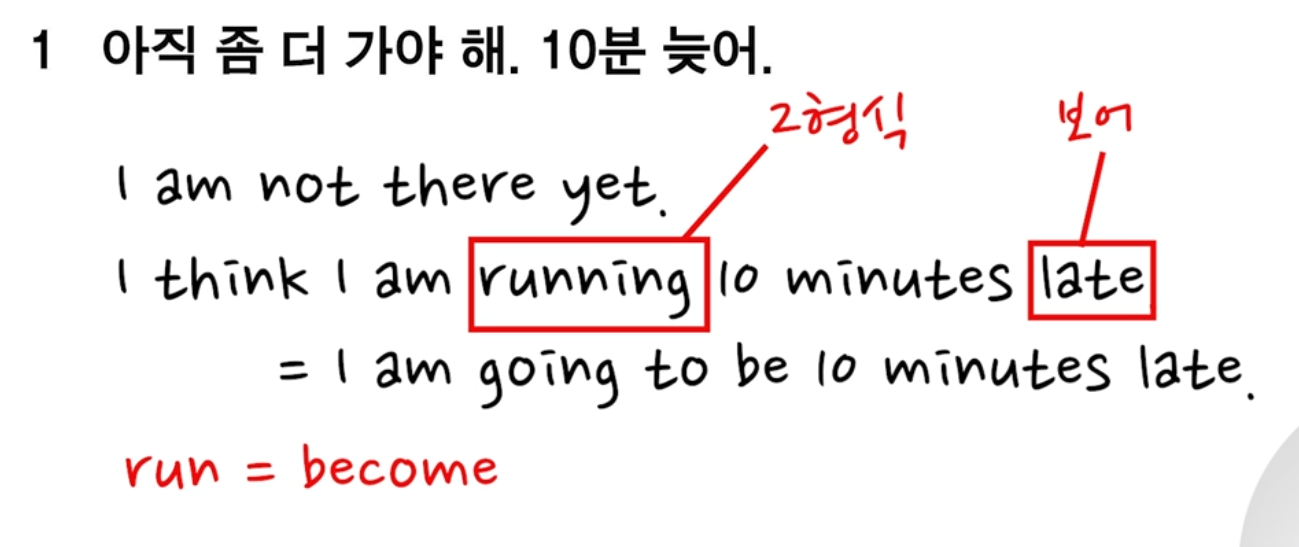 1 아직 좀 더 가야 해. 10분 늦어.
2형식 보어
I am not there yet.
I think I am running 10 minutes late
= I am going to be 10 minutes late.
run = become